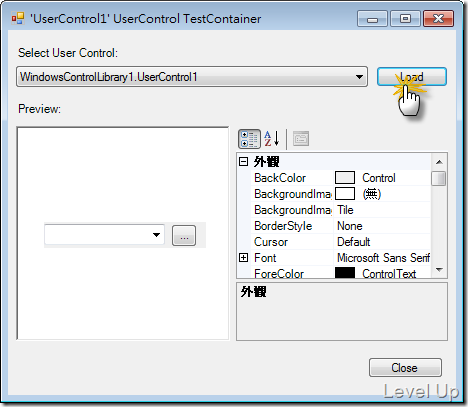 'UserControl1' UserControl TestContainer
Select User Control:
WindowsControlLibrary1.UserControl1
Load
Preview:
...
外觀
BackColor Control
BackgroundIma (無)
BackgroundIma Tile
BorderStyle None
Cursor Default
Font Microsoft Sans Serif
ForeColor ControlText
外觀
Close
Level Up